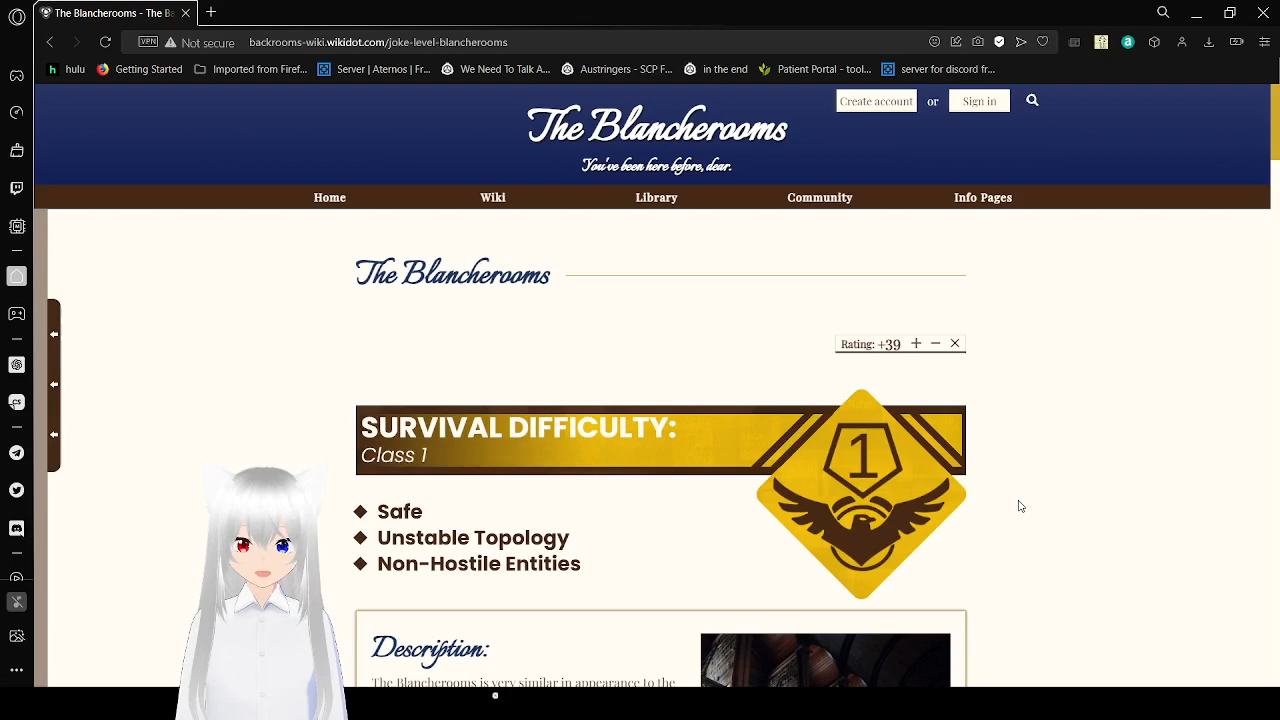 The Blancherooms - The Ba
VPN
Not secure
backrooms-wiki.wikidot.com/joke-level-blancherooms
h hulu
Getting Started
Imported from Firef...
Server | Aternos | Fr...
We Need To Talk A...
Austringers - SCP F...
in the end
Patient Portal - tool...
server for discord fr...
Create account or Sign in
The Blancherooms
You've been here before, dear.
Home Wiki Library Community Info Pages
The Blancherooms
Rating: +39 + − ×
SURVIVAL DIFFICULTY:
Class 1
1
Safe
Unstable Topology
Non-Hostile Entities
Description:
The Blancherooms is very similar in appearance to the